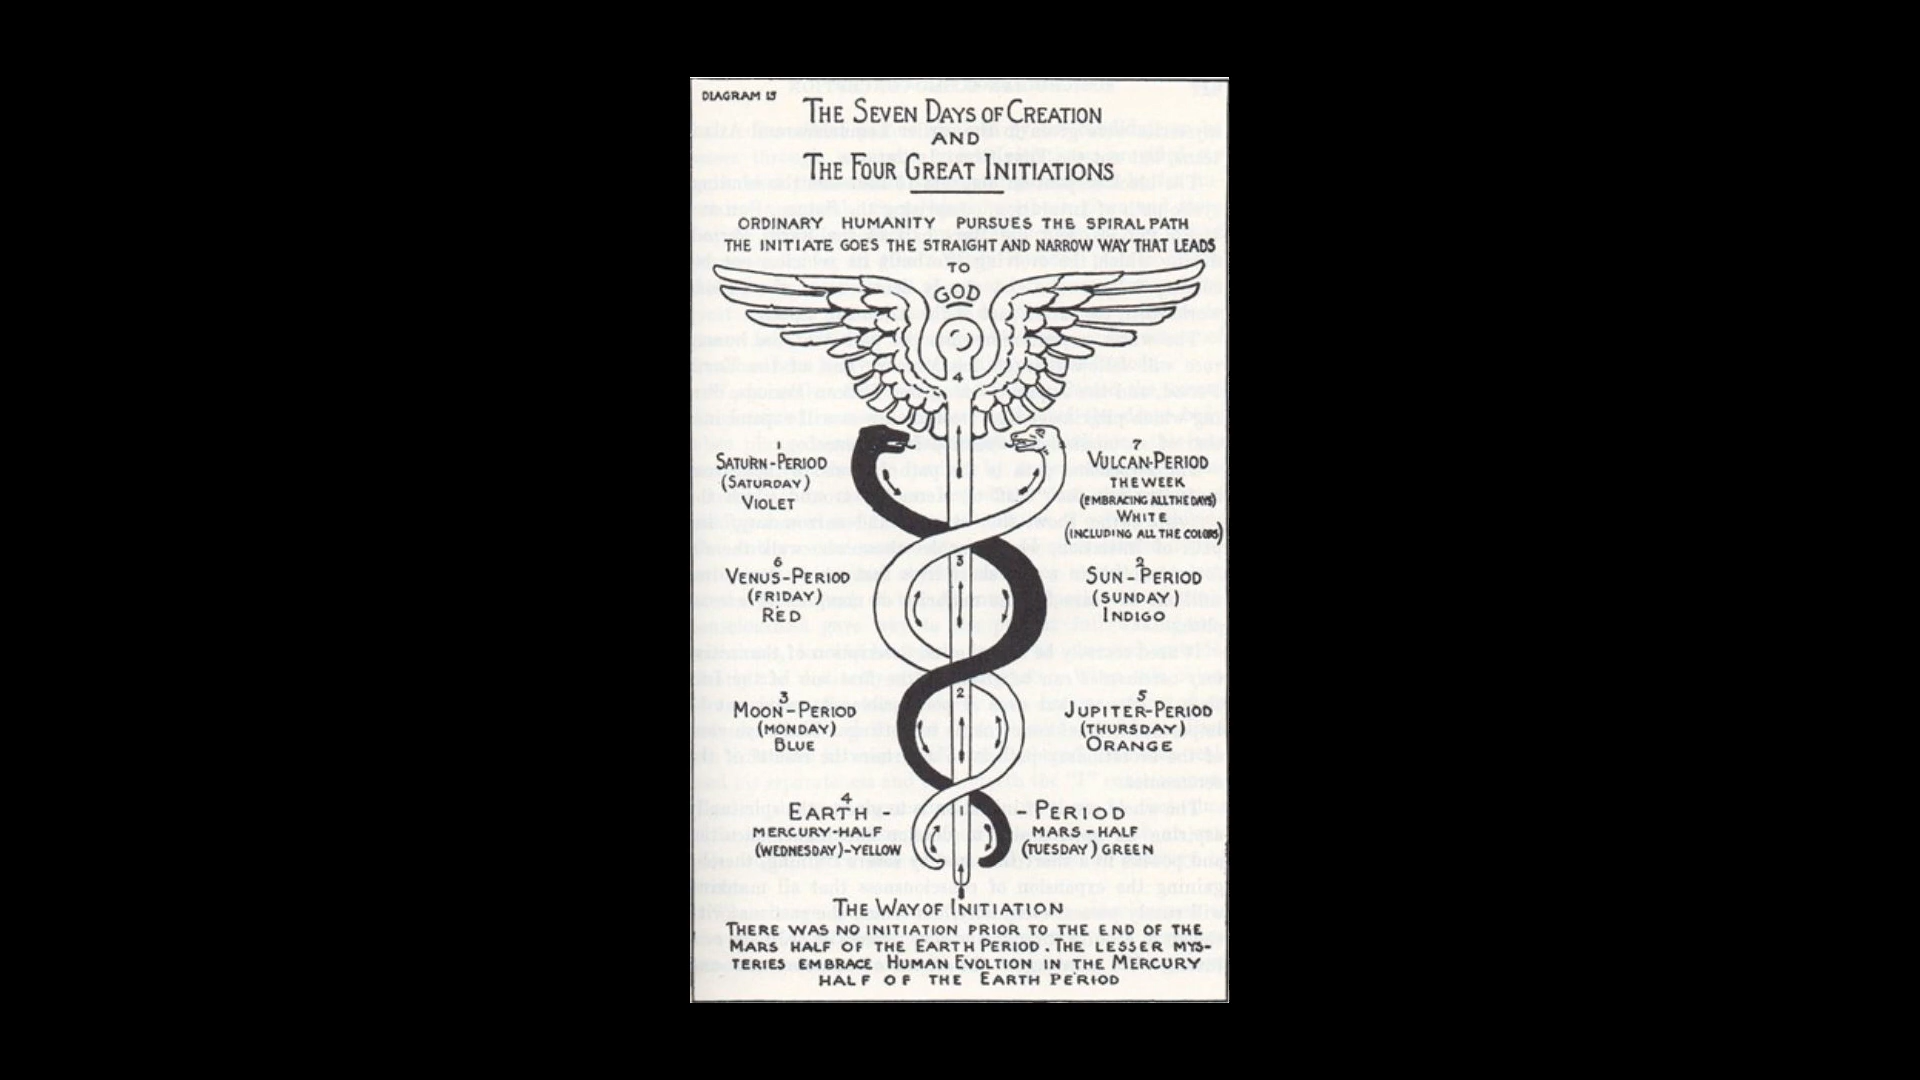 DIAGRAM 15
THE SEVEN DAYS OF CREATION
AND
THE FOUR GREAT INITIATIONS
ORDINARY HUMANITY PURSUES THE SPIRAL PATH
THE INITIATE GOES THE STRAIGHT AND NARROW WAY THAT LEADS
TO
GOD
4
1
SATURN-PERIOD
(SATURDAY)
VIOLET
7
VULCAN-PERIOD
THE WEEK
(EMBRACING ALL THE DAYS)
WHITE
(INCLUDING ALL THE COLORS)
6
VENUS-PERIOD
(FRIDAY)
RED
3
2
SUN-PERIOD
(SUNDAY)
INDIGO
3
MOON-PERIOD
(MONDAY)
BLUE
2
5
JUPITER-PERIOD
(THURSDAY)
ORANGE
4
EARTH -
MERCURY-HALF
(WEDNESDAY)-YELLOW
1
-PERIOD
MARS-HALF
(TUESDAY) GREEN
THE WAY OF INITIATION
THERE WAS NO INITIATION PRIOR TO THE END OF THE
MARS HALF OF THE EARTH PERIOD. THE LESSER MYS-
TERIES EMBRACE HUMAN EVOLTION IN THE MERCURY
HALF OF THE EARTH PERIOD